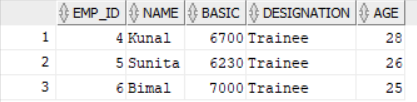 EMP_ID NAME BASIC DESIGNATION AGE
1 4 Kunal 6700 Trainee 28
2 5 Sunita 6230 Trainee 26
3 6 Bimal 7000 Trainee 25